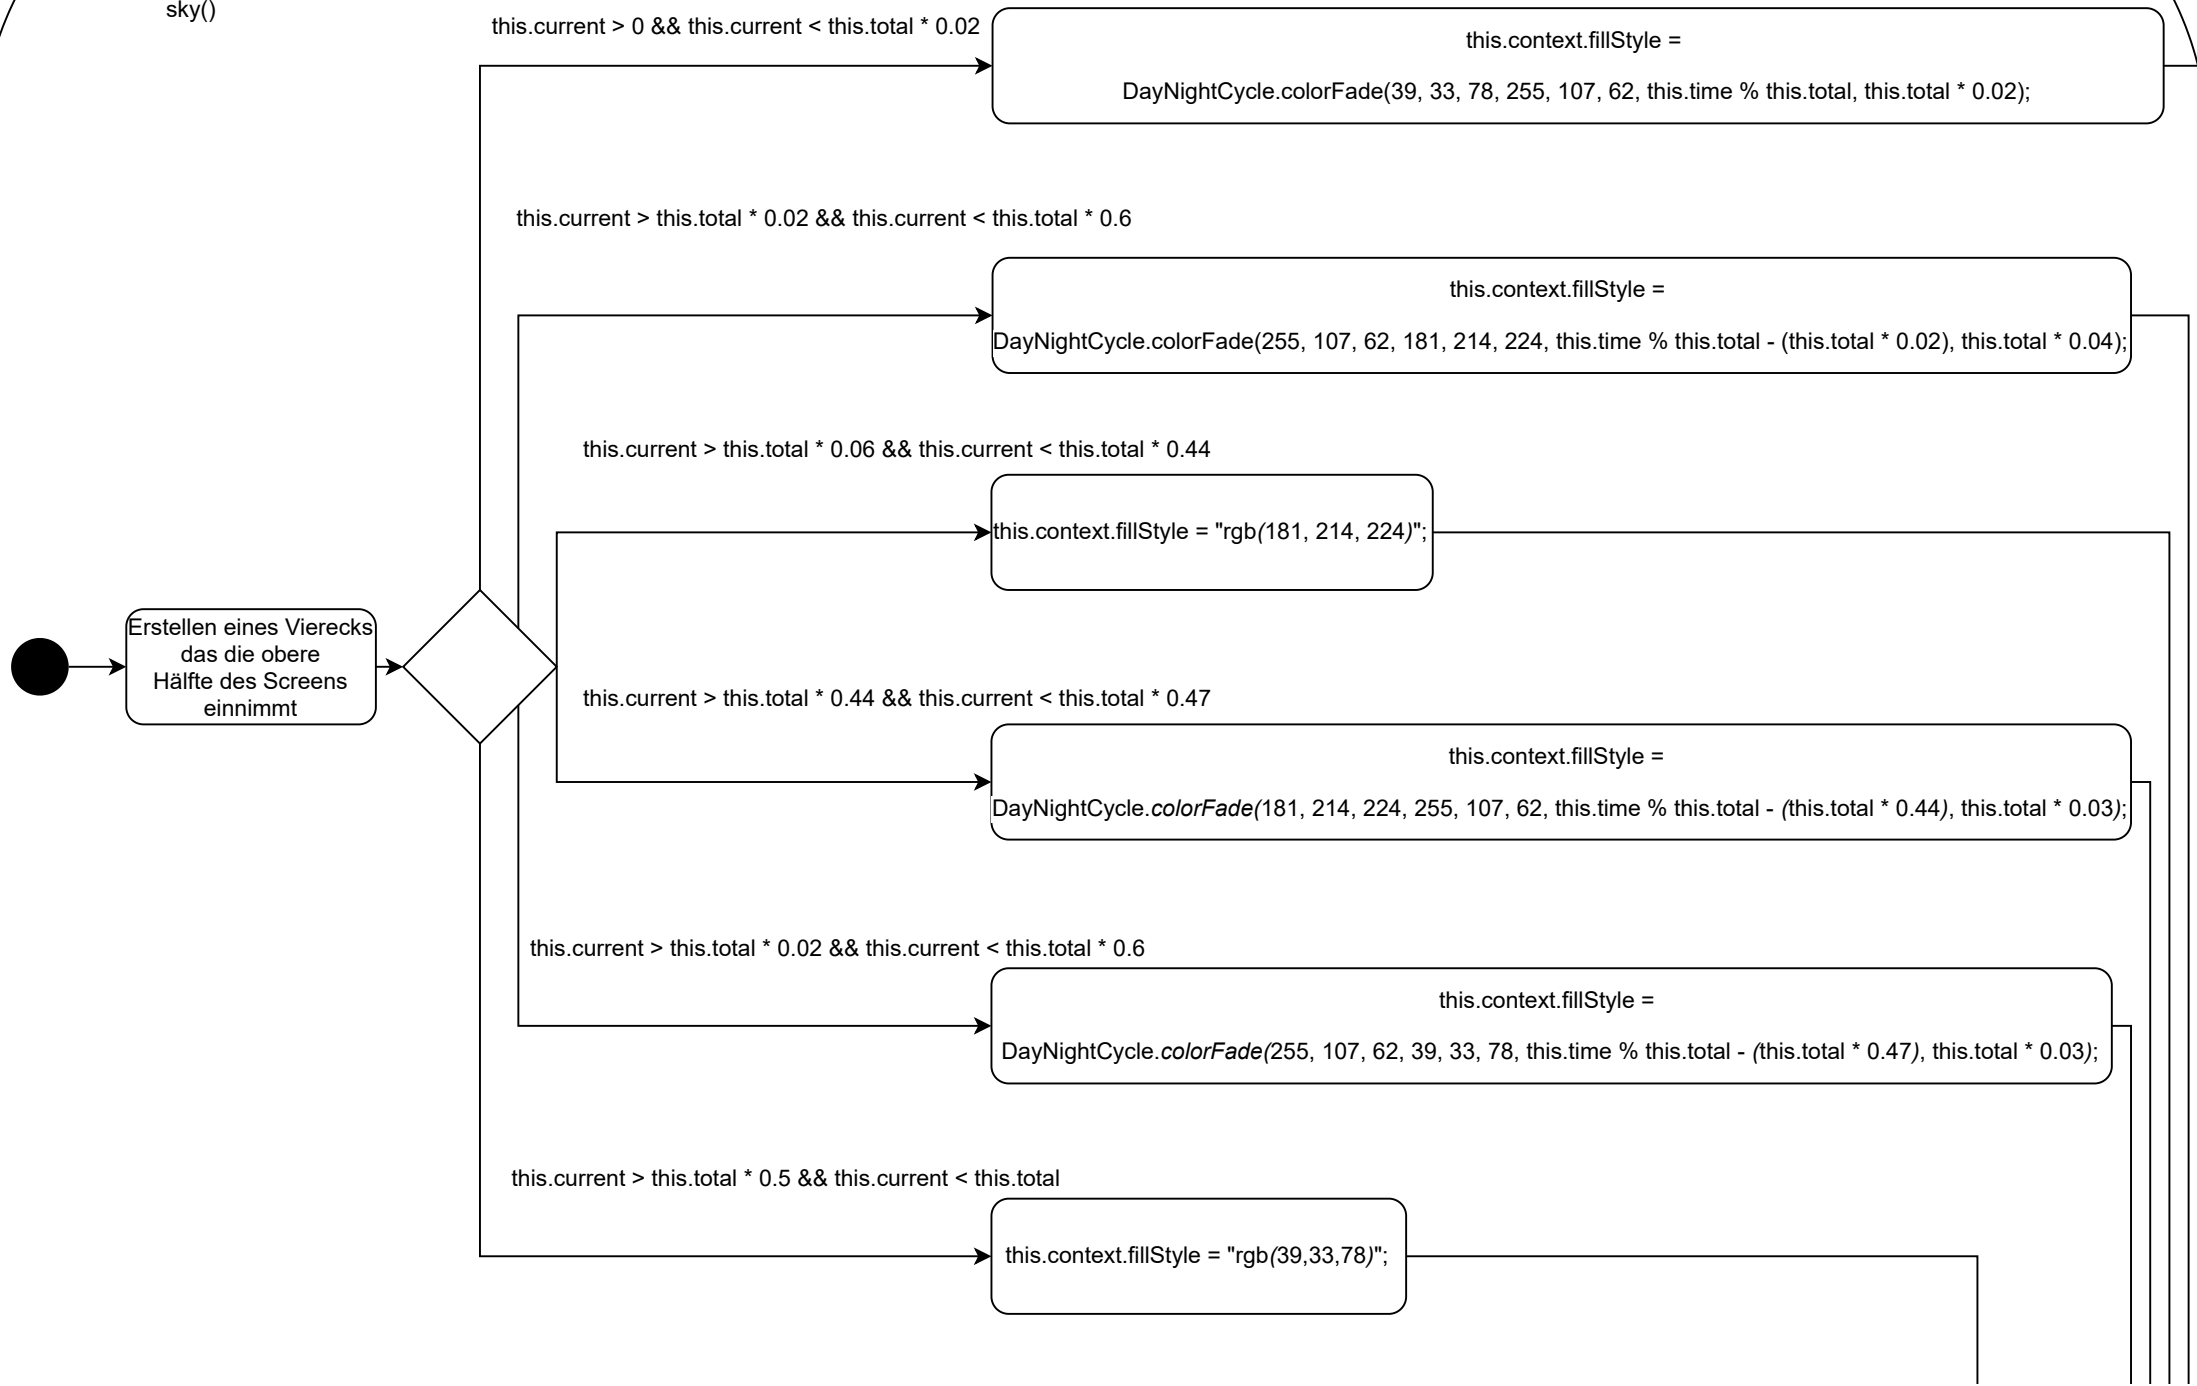 sky()
this.current > 0 && this.current < this.total * 0.02
this.context.fillStyle =
DayNightCycle.colorFade(39, 33, 78, 255, 107, 62, this.time % this.total, this.total * 0.02);
this.current > this.total * 0.02 && this.current < this.total * 0.6
this.context.fillStyle =
DayNightCycle.colorFade(255, 107, 62, 181, 214, 224, this.time % this.total - (this.total * 0.02), this.total * 0.04);
this.current > this.total * 0.06 && this.current < this.total * 0.44
this.context.fillStyle = "rgb(181, 214, 224)";
Erstellen eines Vierecks
das die obere
Hälfte des Screens
einnimmt
this.current > this.total * 0.44 && this.current < this.total * 0.47
this.context.fillStyle =
DayNightCycle.colorFade(181, 214, 224, 255, 107, 62, this.time % this.total - (this.total * 0.44), this.total * 0.03);
this.current > this.total * 0.02 && this.current < this.total * 0.6
this.context.fillStyle =
DayNightCycle.colorFade(255, 107, 62, 39, 33, 78, this.time % this.total - (this.total * 0.47), this.total * 0.03);
this.current > this.total * 0.5 && this.current < this.total
this.context.fillStyle = "rgb(39,33,78)";